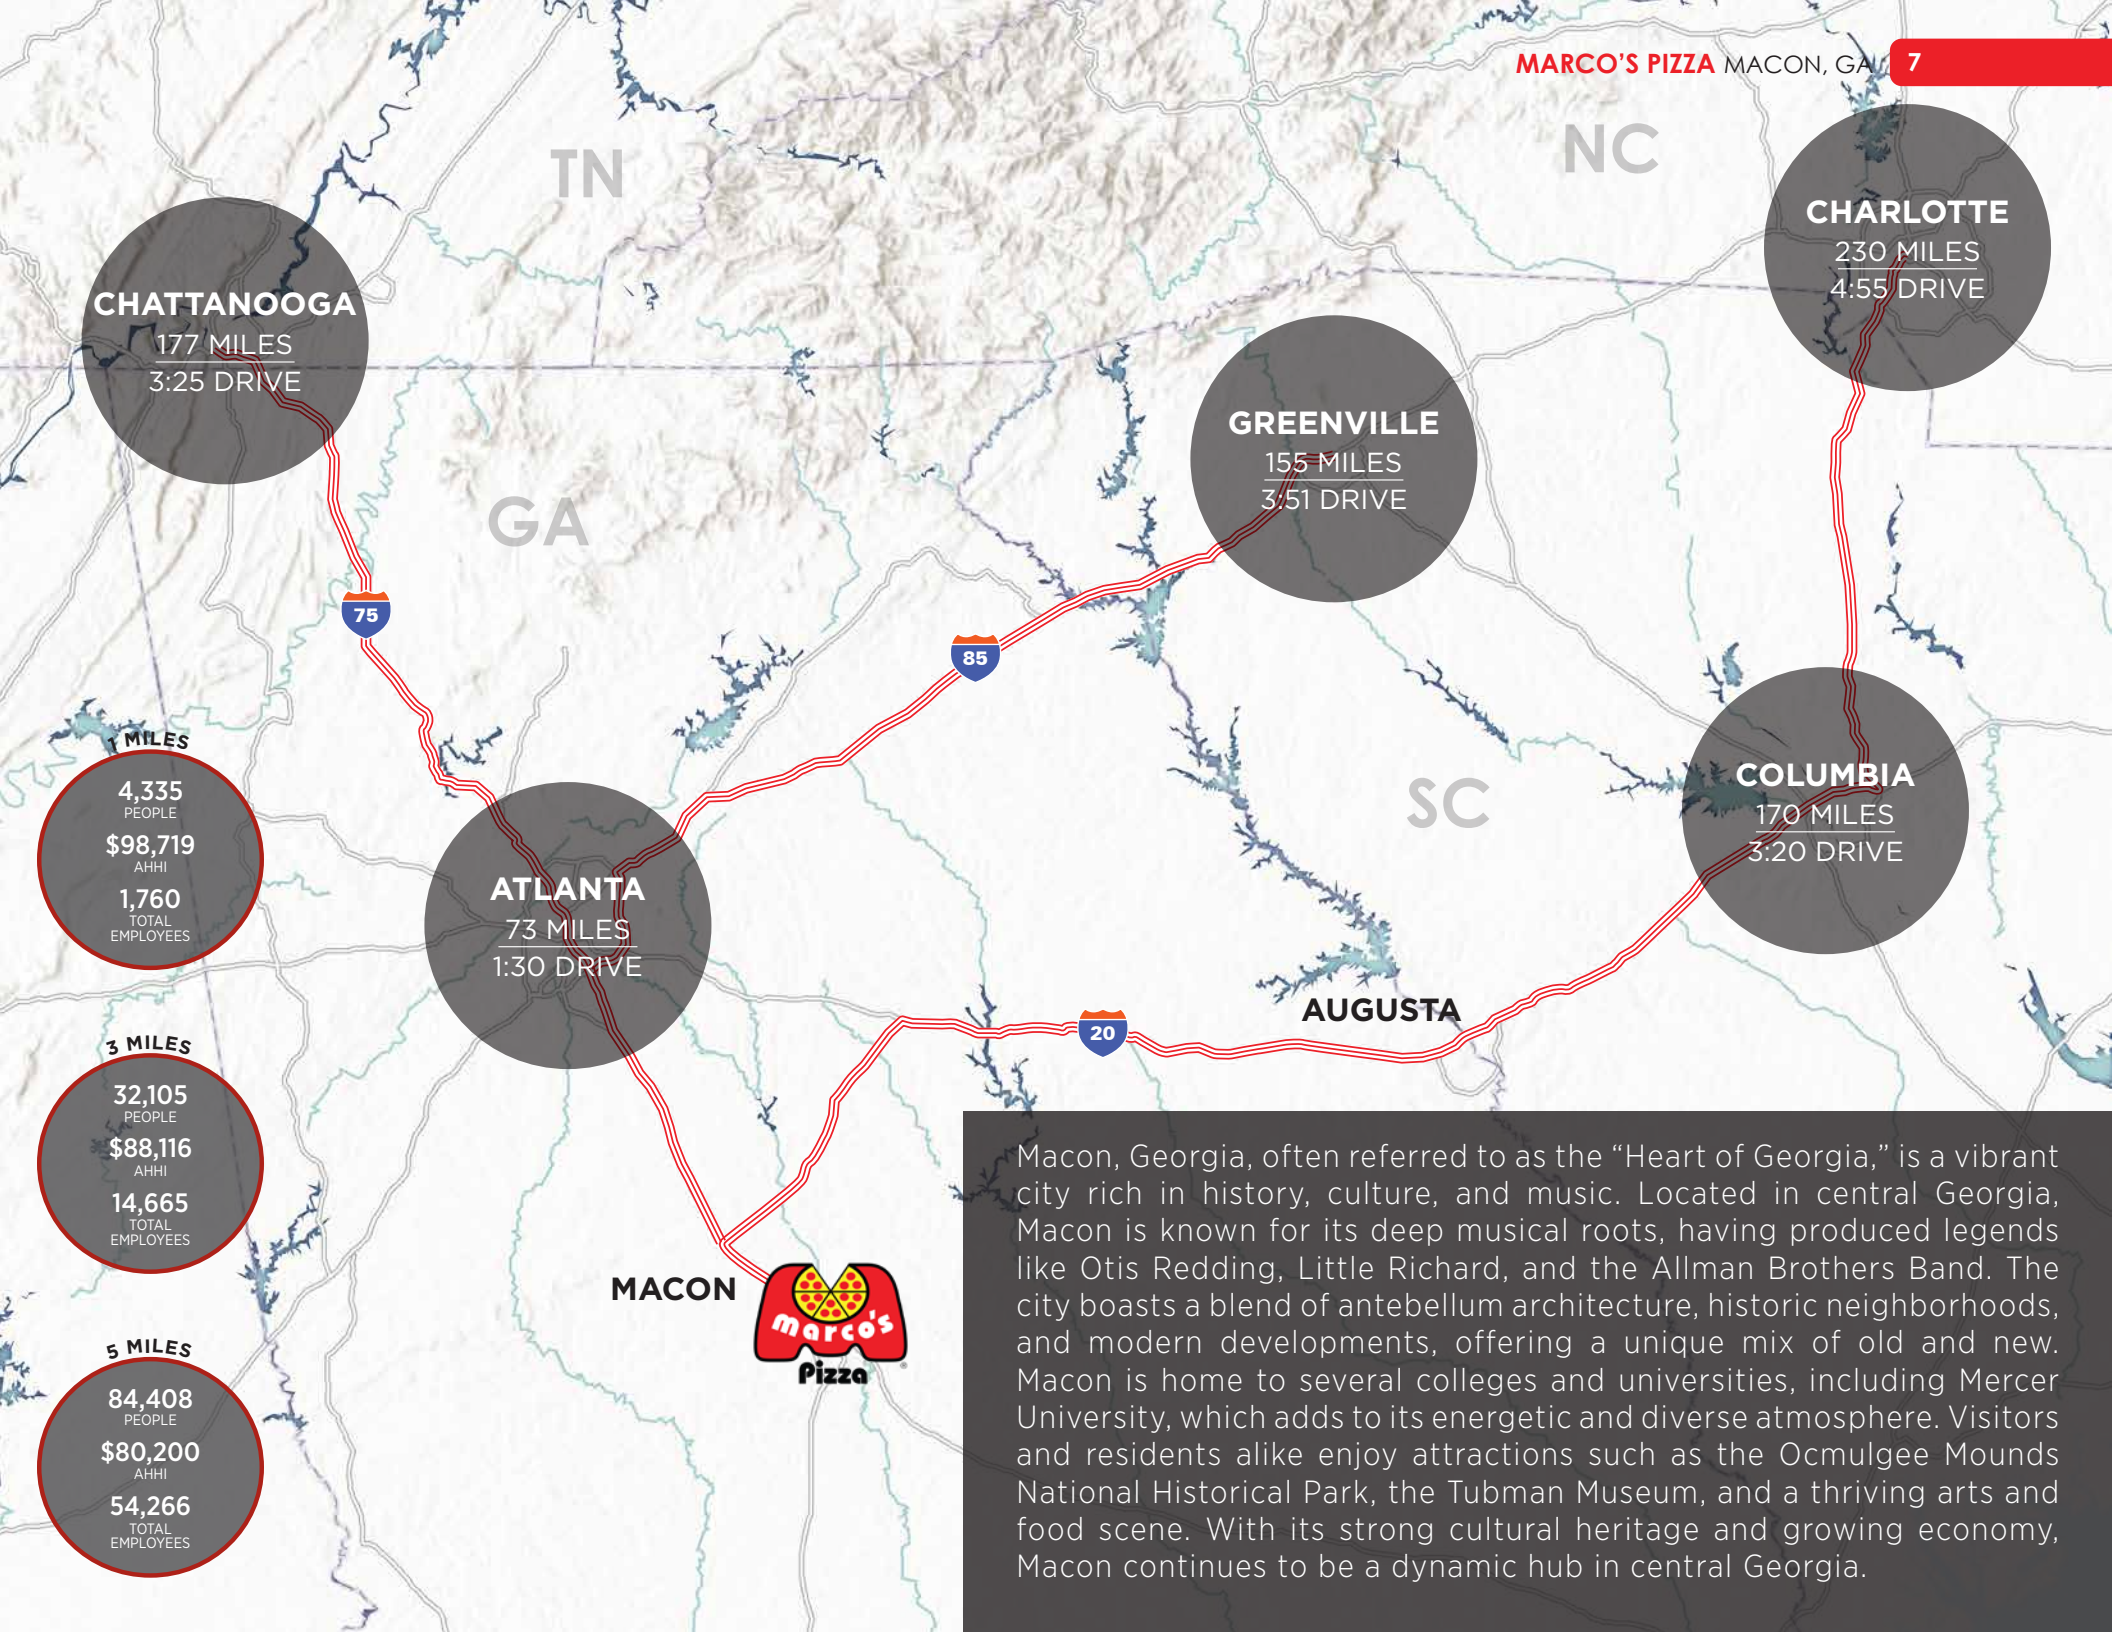 MARCO'S PIZZA MACON, GA 7
TN
NC
CHARLOTTE
230 MILES
4:55 DRIVE
CHATTANOOGA
177 MILES
3:25 DRIVE
GREENVILLE
155 MILES
3:51 DRIVE
GA
75
85
1 MILES
4,335
PEOPLE
$98,719
AHHI
1,760
TOTAL
EMPLOYEES
SC
COLUMBIA
170 MILES
3:20 DRIVE
ATLANTA
73 MILES
1:30 DRIVE
AUGUSTA
20
3 MILES
32,105
PEOPLE
$88,116
AHHI
14,665
TOTAL
EMPLOYEES
MACON
marco's
Pizza
®
5 MILES
84,408
PEOPLE
$80,200
AHHI
54,266
TOTAL
EMPLOYEES
Macon, Georgia, often referred to as the “Heart of Georgia,” is a vibrant
city rich in history, culture, and music. Located in central Georgia,
Macon is known for its deep musical roots, having produced legends
like Otis Redding, Little Richard, and the Allman Brothers Band. The
city boasts a blend of antebellum architecture, historic neighborhoods,
and modern developments, offering a unique mix of old and new.
Macon is home to several colleges and universities, including Mercer
University, which adds to its energetic and diverse atmosphere. Visitors
and residents alike enjoy attractions such as the Ocmulgee Mounds
National Historical Park, the Tubman Museum, and a thriving arts and
food scene. With its strong cultural heritage and growing economy,
Macon continues to be a dynamic hub in central Georgia.